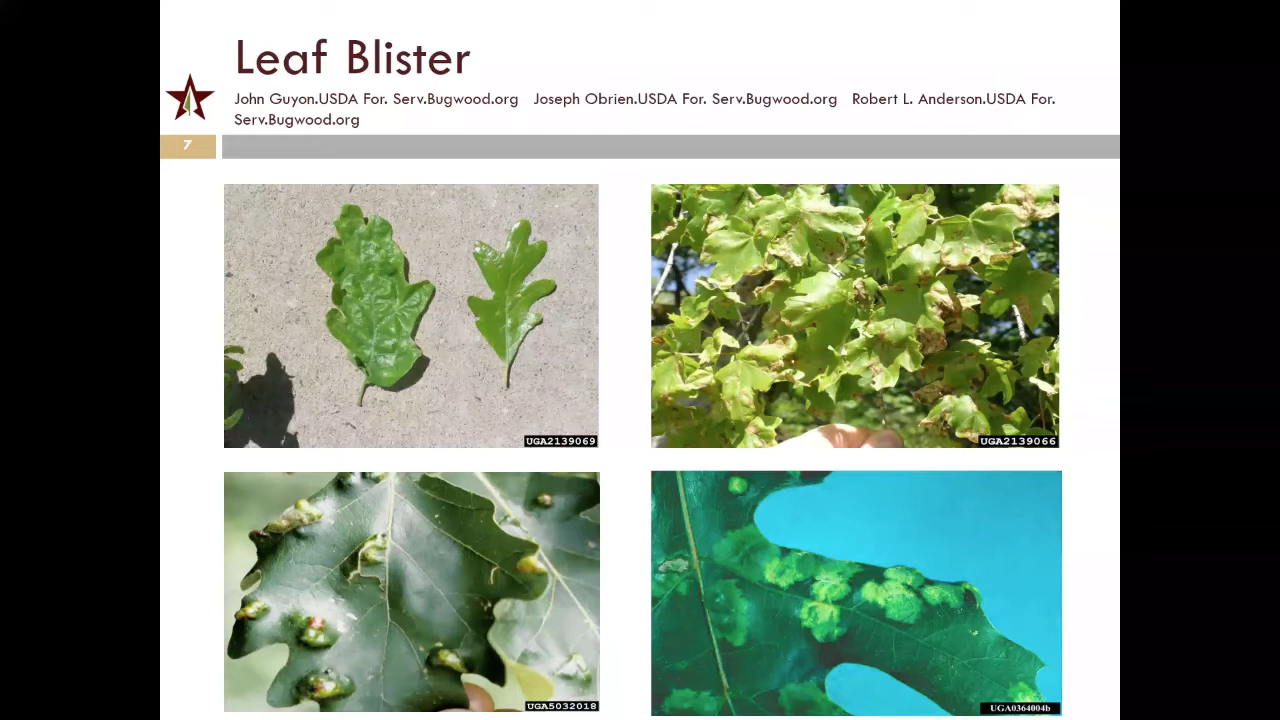 Leaf Blister
John Guyon.USDA For. Serv.Bugwood.org Joseph Obrien.USDA For. Serv.Bugwood.org Robert L. Anderson.USDA For.
Serv.Bugwood.org
7
UGA2139069
UGA2139066
UGA5032018
UGA0364004b